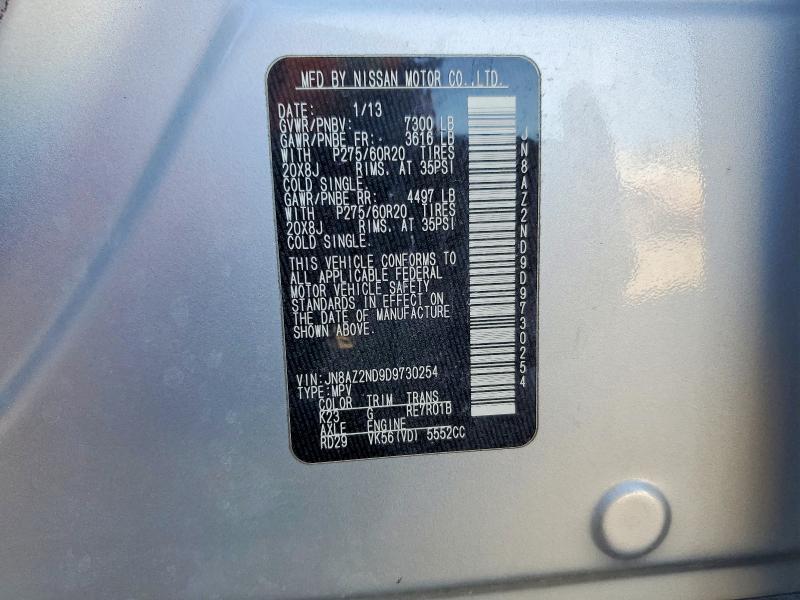 MFD BY NISSAN MOTOR CO.,LTD.
DATE: 1/13
GVWR/PNBV: 7300 LB
GAWR/PNBE FR: 3616 LB
WITH P275/60R20 TIRES
20X8J RIMS. AT 35PSI
COLD SINGLE.
GAWR/PNBE RR: 4497 LB
WITH P275/60R20 TIRES
20X8J RIMS. AT 35PSI
COLD SINGLE.
THIS VEHICLE CONFORMS TO
ALL APPLICABLE FEDERAL
MOTOR VEHICLE SAFETY
STANDARDS IN EFFECT ON
THE DATE OF MANUFACTURE
SHOWN ABOVE.
VIN:JN8AZ2ND9D9730254
TYPE:MPV
COLOR TRIM TRANS
K23 G RE7R01B
AXLE ENGINE
RD29 VK56(VD) 5552CC
JN8AZ2ND9D9730254